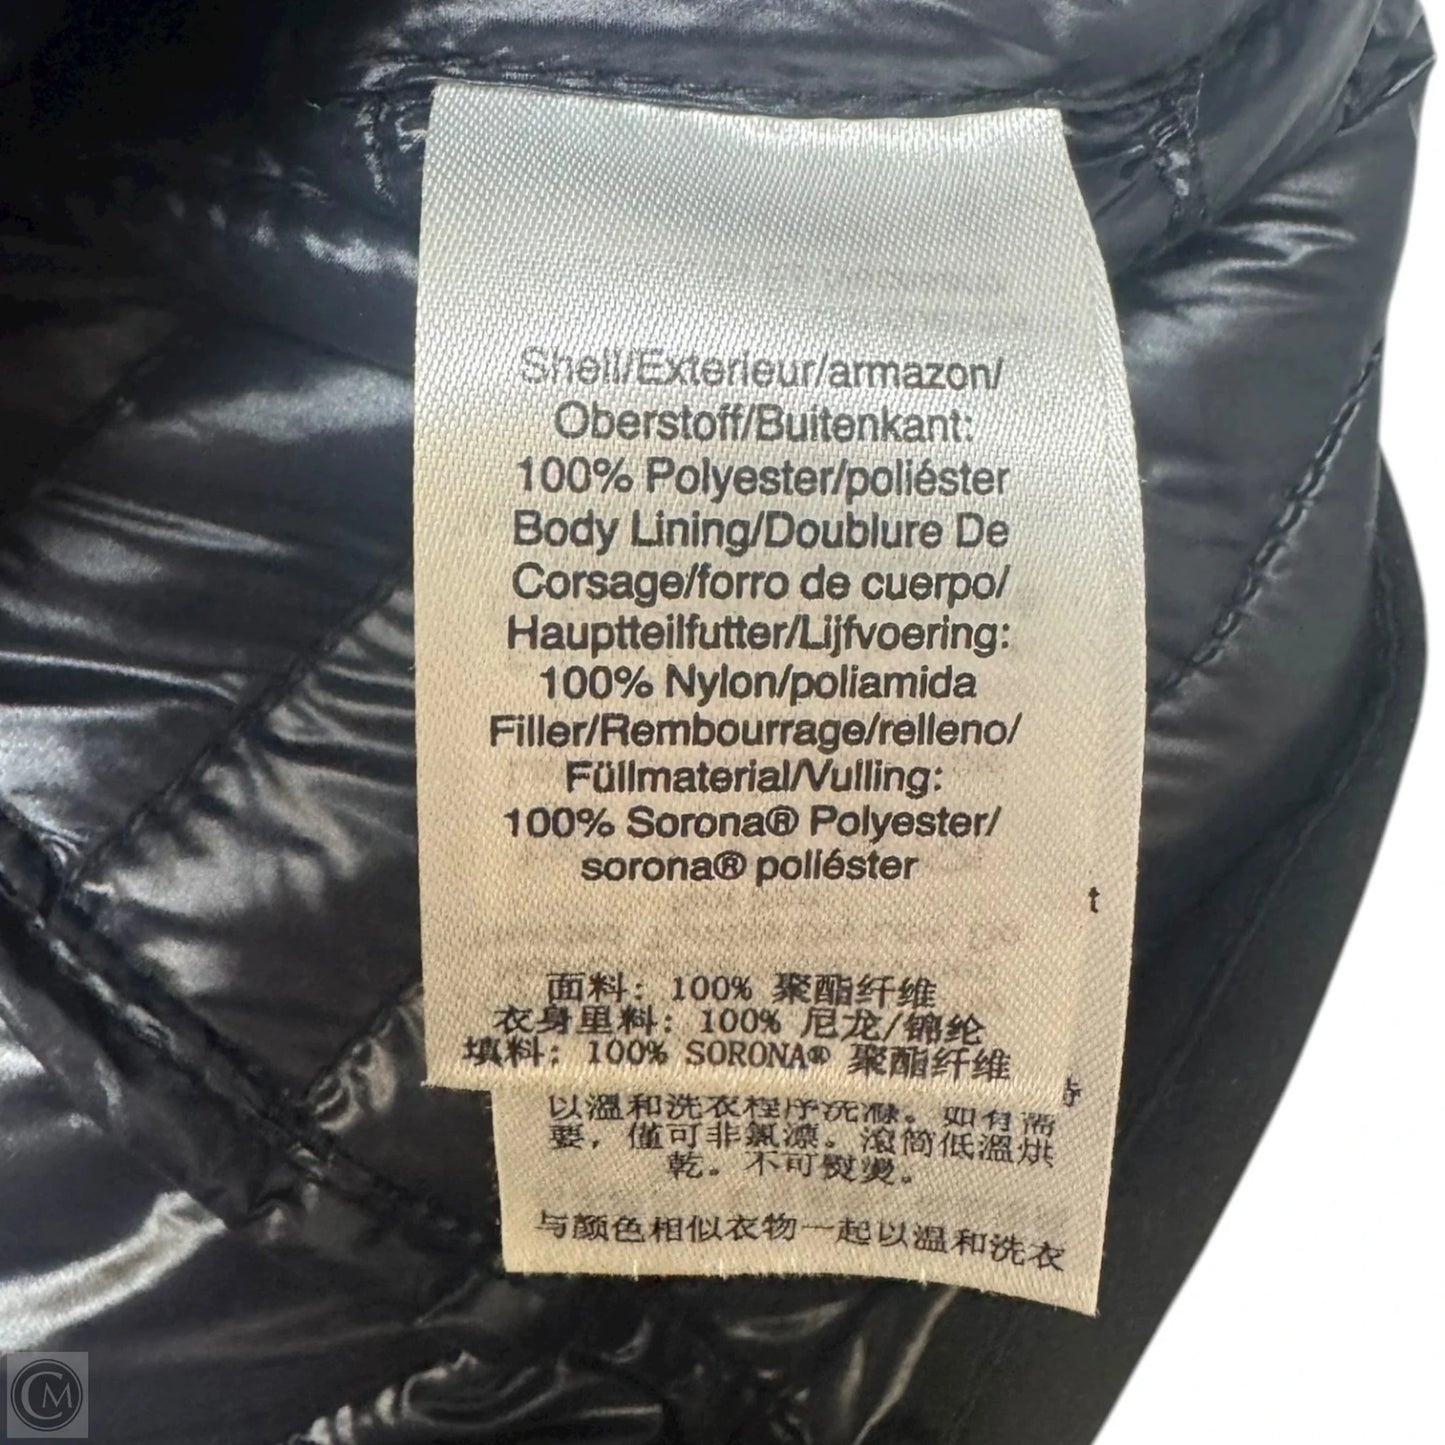 Shell/Exterieur/armazon/
Oberstoff/Buitenkant:
100% Polyester/poliéster
Body Lining/Doublure De
Corsage/forro de cuerpo/
Hauptteilfutter/Lijfvoering:
100% Nylon/poliamida
Filler/Rembourrage/relleno/
Füllmaterial/Vulling:
100% Sorona® Polyester/
sorona® poliéster
t
面料: 100% 聚酯纤维
衣身里料: 100% 尼龙/锦纶
填料: 100% SORONA® 聚酯纤维
以溫和洗衣程序洗滌。如有需
要，僅可非氯漂。滾筒低溫烘
乾。不可熨燙。
与颜色相似衣物一起以温和洗衣
CM